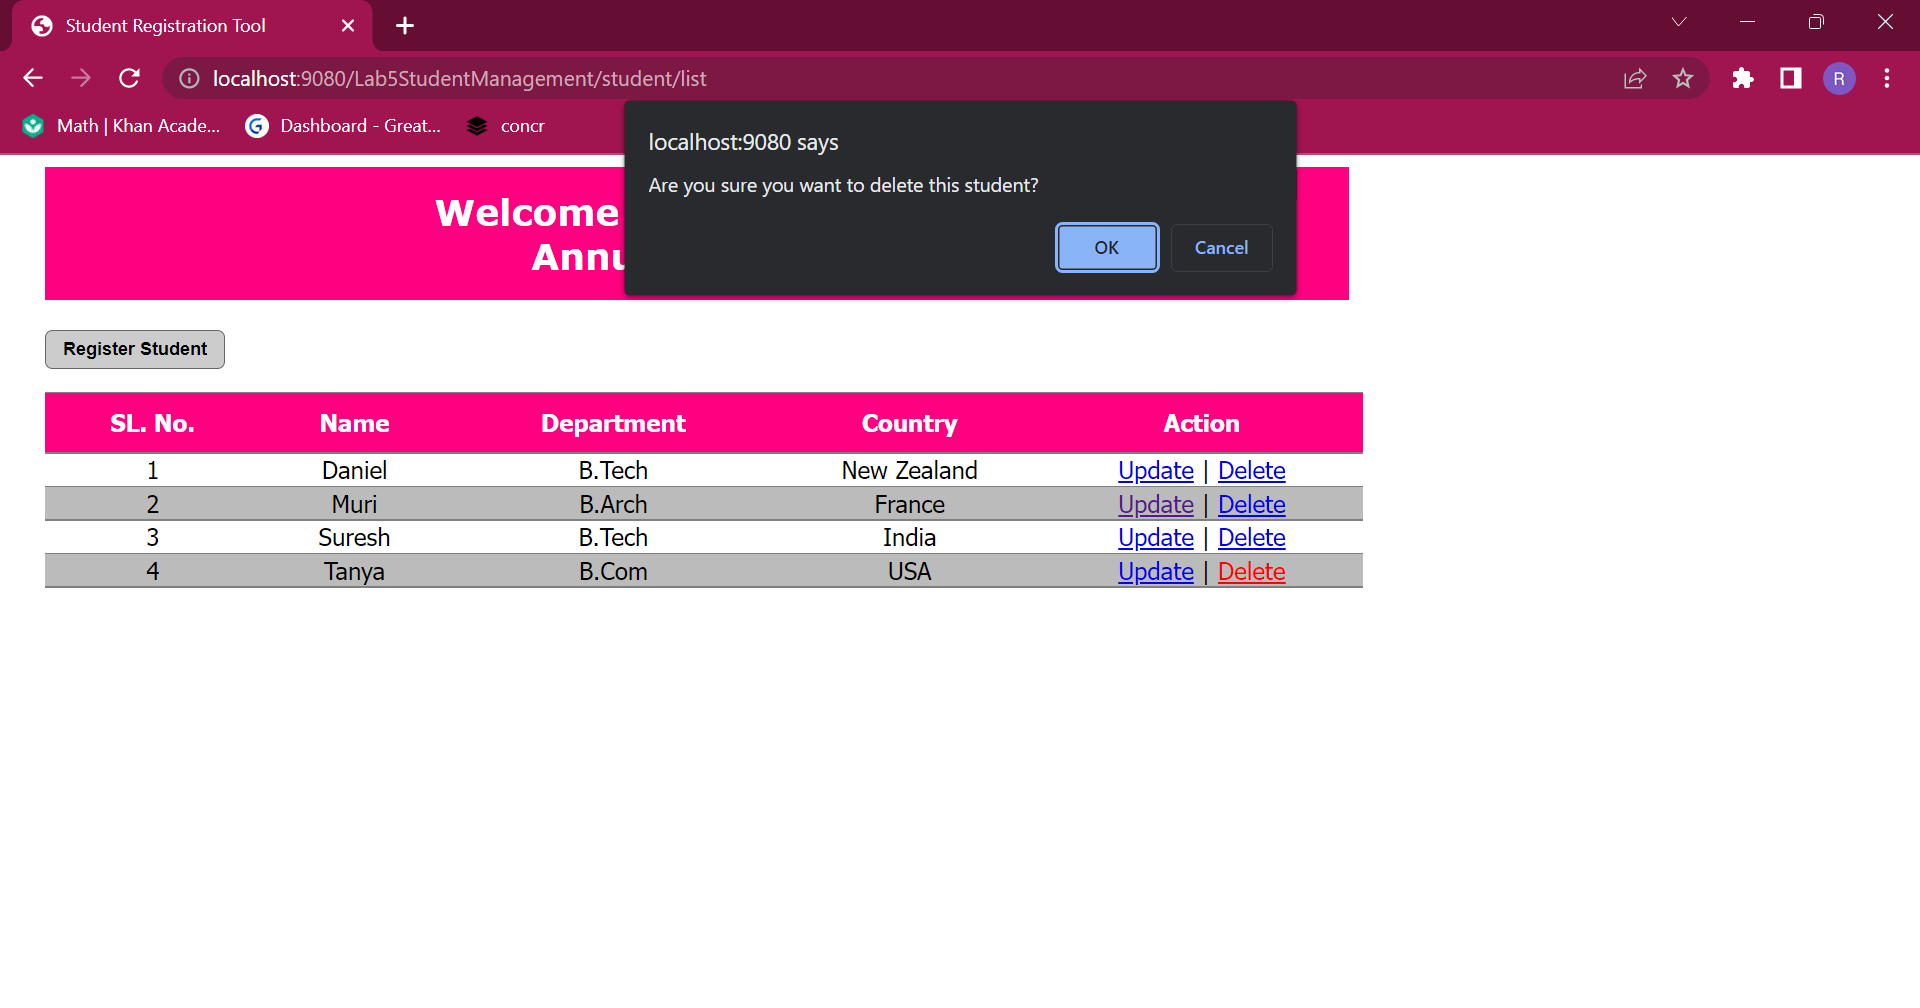 Student Registration Tool
localhost:9080/Lab5StudentManagement/student/list
R
Math | Khan Acade... Dashboard - Great... concr
localhost:9080 says
Are you sure you want to delete this student?
OK Cancel
Welcome
Annu
Register Student
SL. No. Name Department Country Action
1 Daniel B.Tech New Zealand Update | Delete
2 Muri B.Arch France Update | Delete
3 Suresh B.Tech India Update | Delete
4 Tanya B.Com USA Update | Delete